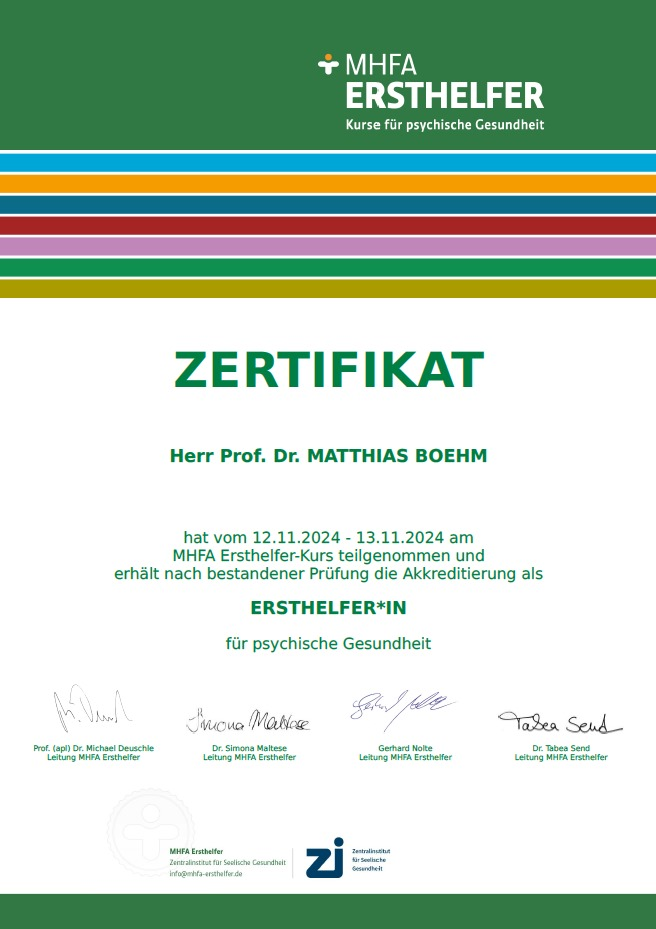 MHFA
ERSTHELFER
Kurse für psychische Gesundheit
ZERTIFIKAT
Herr Prof. Dr. MATTHIAS BOEHM
hat vom 12.11.2024 - 13.11.2024 am
MHFA Ersthelfer-Kurs teilgenommen und
erhält nach bestandener Prüfung die Akkreditierung als
ERSTHELFER*IN
für psychische Gesundheit
Simona Maltese
Gerhard Nolte
Tabea Send
Prof. (apl) Dr. Michael Deuschle
Leitung MHFA Ersthelfer
Dr. Simona Maltese
Leitung MHFA Ersthelfer
Gerhard Nolte
Leitung MHFA Ersthelfer
Dr. Tabea Send
Leitung MHFA Ersthelfer
MHFA Ersthelfer
Zentralinstitut für Seelische Gesundheit
info@mhfa-ersthelfer.de
zi
Zentralinstitut
für Seelische
Gesundheit